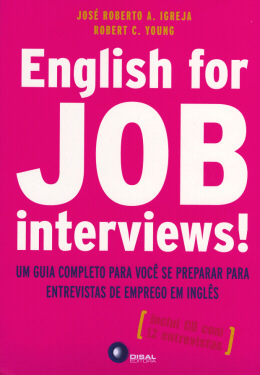 JOSÉ ROBERTO A. IGREJA
ROBERT C. YOUNG
English for
JOB
interviews!
UM GUIA COMPLETO PARA VOCÊ SE PREPARAR PARA
ENTREVISTAS DE EMPREGO EM INGLÊS
DISAL
EDITORA